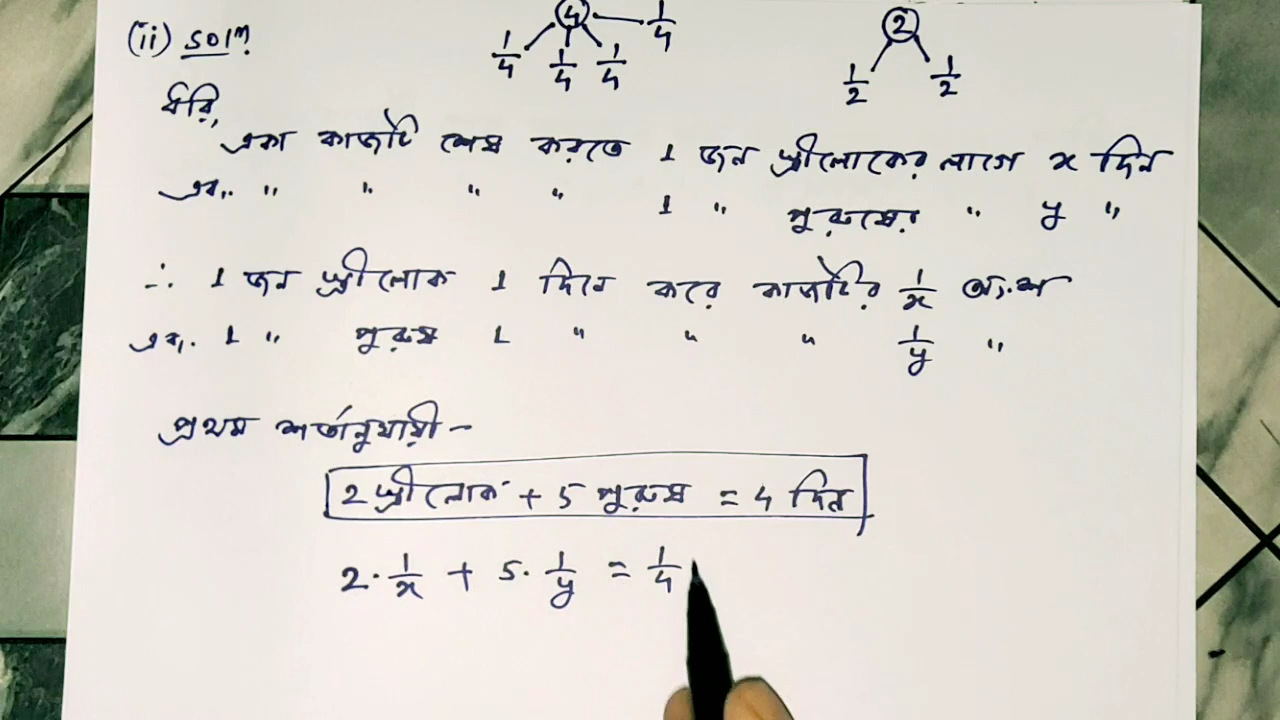 (ii) Solⁿ.
4 1/4 1/4 1/4 1/4
2 1/2 1/2
ধরি,
একা কাজটি শেষ করতে 1 জন স্ত্রীলোকের লাগে x দিন
এবং " " " " 1 " পুরুষের " y "
∴ 1 জন স্ত্রীলোক 1 দিনে করে কাজটির 1/x অংশ
এবং 1 " পুরুষ 1 " " " 1/y "
প্রথম শর্তানুযায়ী -
2 স্ত্রীলোক + 5 পুরুষ = 4 দিন
2 · 1/x + 5 · 1/y = 1/4